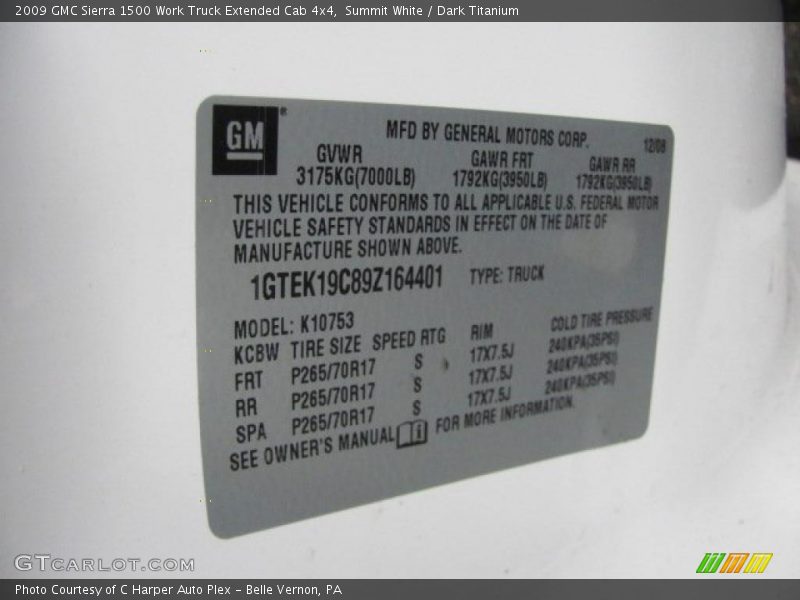 2009 GMC Sierra 1500 Work Truck Extended Cab 4x4, Summit White / Dark Titanium
GM®
MFD BY GENERAL MOTORS CORP. 12/08
GVWR GAWR FRT GAWR RR
3175KG(7000LB) 1792KG(3950LB) 1792KG(3950LB)
THIS VEHICLE CONFORMS TO ALL APPLICABLE U.S. FEDERAL MOTOR
VEHICLE SAFETY STANDARDS IN EFFECT ON THE DATE OF
MANUFACTURE SHOWN ABOVE.
1GTEK19C89Z164401 TYPE: TRUCK
MODEL: K10753
KCBW TIRE SIZE SPEED RTG RIM COLD TIRE PRESSURE
FRT P265/70R17 S 17X7.5J 240KPA(35PSI)
RR P265/70R17 S 17X7.5J 240KPA(35PSI)
SPA P265/70R17 S 17X7.5J 240KPA(35PSI)
SEE OWNER'S MANUAL i FOR MORE INFORMATION.
GTCARLOT.COM
Photo Courtesy of C Harper Auto Plex - Belle Vernon, PA